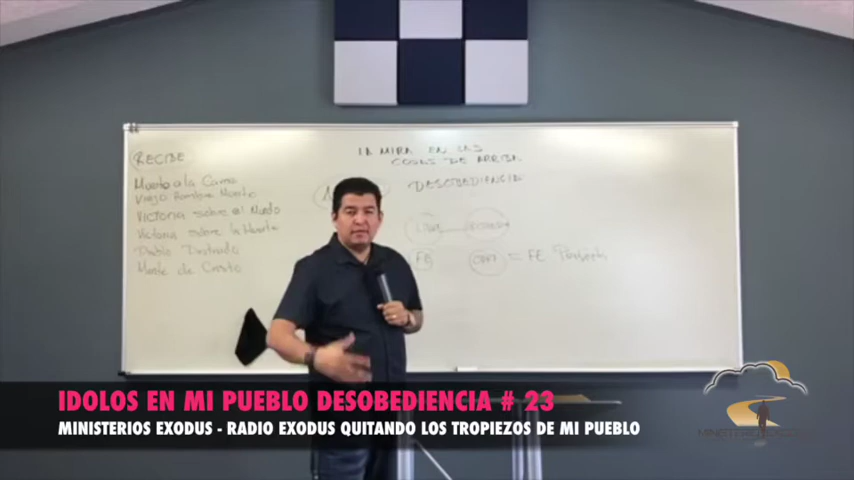 RECIBE
Muerto a la Carne
Viejo Hombre Muerto
Victoria sobre el Miedo
Victoria sobre la Muerte
Diablo Destruido
Mente de Cristo
LA MIRA EN LAS
COSAS DE ARRIBA
DESOBEDIENCIA
FE
= FE
IDOLOS EN MI PUEBLO DESOBEDIENCIA # 23
MINISTERIOS EXODUS - RADIO EXODUS QUITANDO LOS TROPIEZOS DE MI PUEBLO